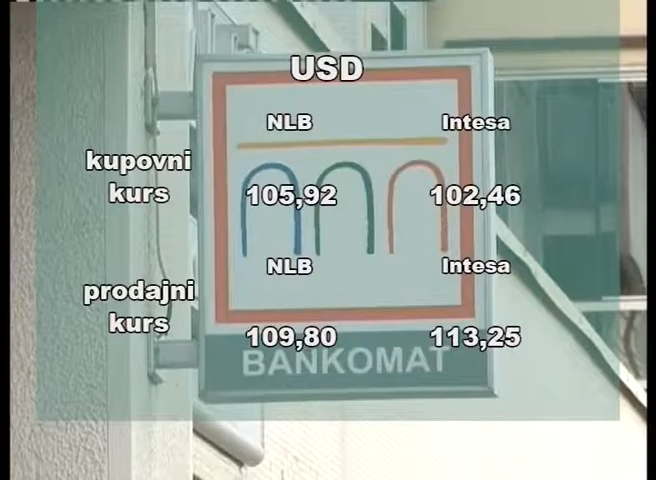 USD
NLB Intesa
kupovni
kurs
105,92 102,46
NLB Intesa
prodajni
kurs
109,80 113,25
BANKOMAT